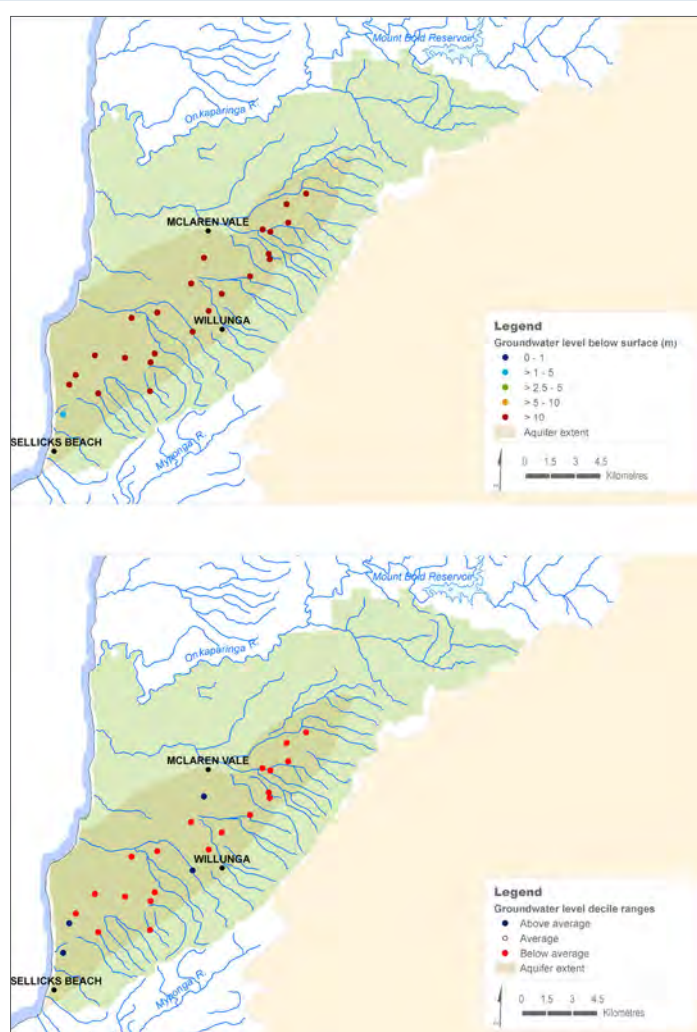 Mount Bold Reservoir
Onkaparinga R.
MCLAREN VALE
WILLUNGA
SELLICKS BEACH
Myponga R.
Legend
Groundwater level below surface (m)
0 - 1
> 1 - 5
> 2.5 - 5
> 5 - 10
> 10
Aquifer extent
0 1.5 3 4.5
Kilometres
Mount Bold Reservoir
Onkaparinga R.
MCLAREN VALE
WILLUNGA
SELLICKS BEACH
Myponga R.
Legend
Groundwater level decile ranges
Above average
Average
Below average
Aquifer extent
0 1.5 3 4.5
Kilometres